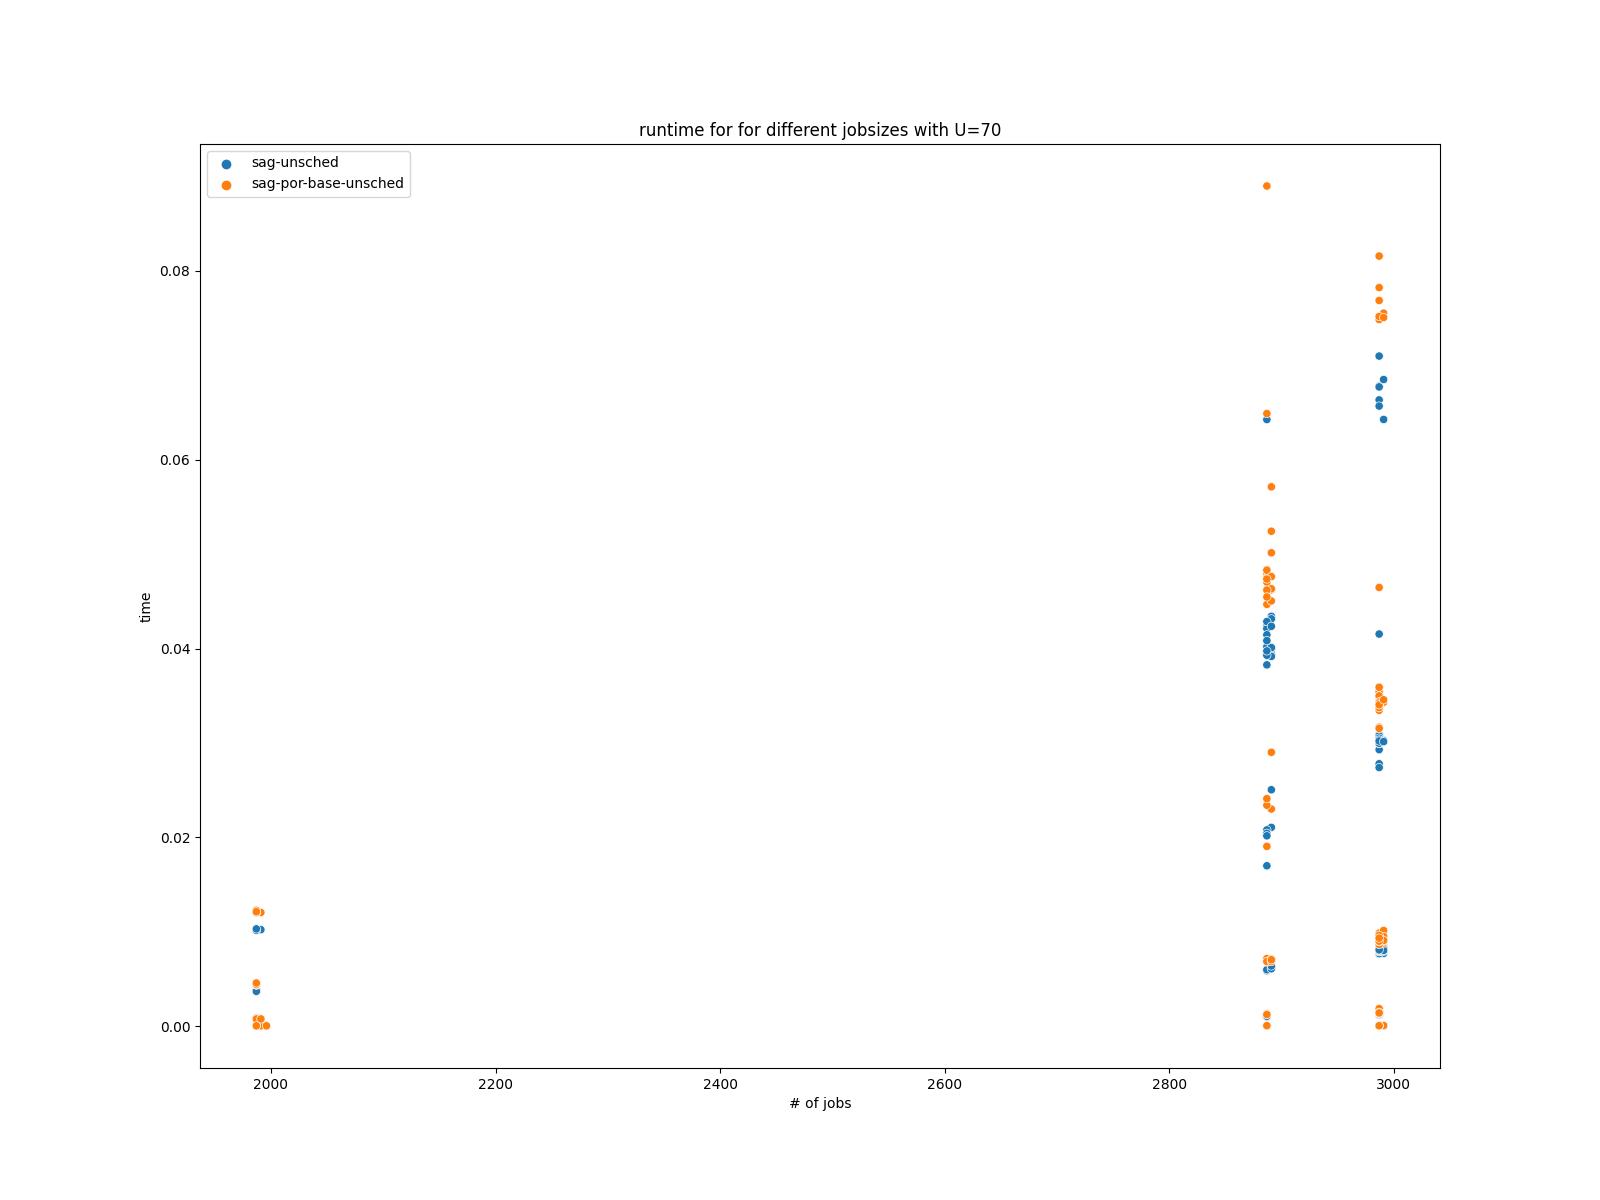 runtime for for different jobsizes with U=70
sag-unsched
sag-por-base-unsched
0.08
0.06
0.04
0.02
0.00
time
2000 2200 2400 2600 2800 3000
# of jobs